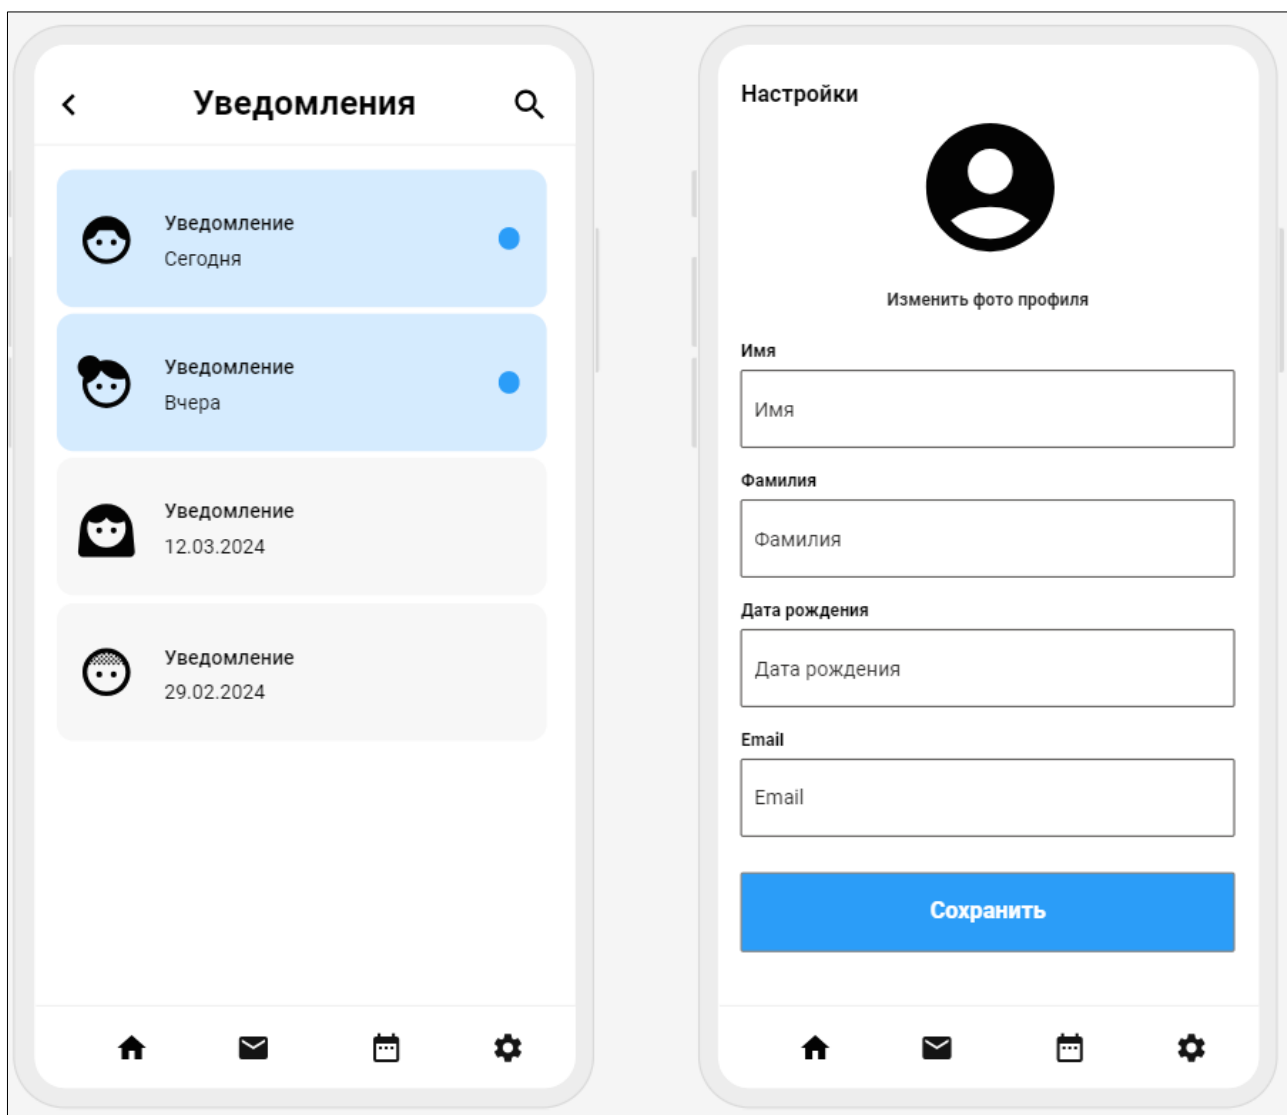 Уведомления
Уведомление
Сегодня
Уведомление
Вчера
Уведомление
12.03.2024
Уведомление
29.02.2024
Настройки
Изменить фото профиля
Имя
Имя
Фамилия
Фамилия
Дата рождения
Дата рождения
Email
Email
Сохранить